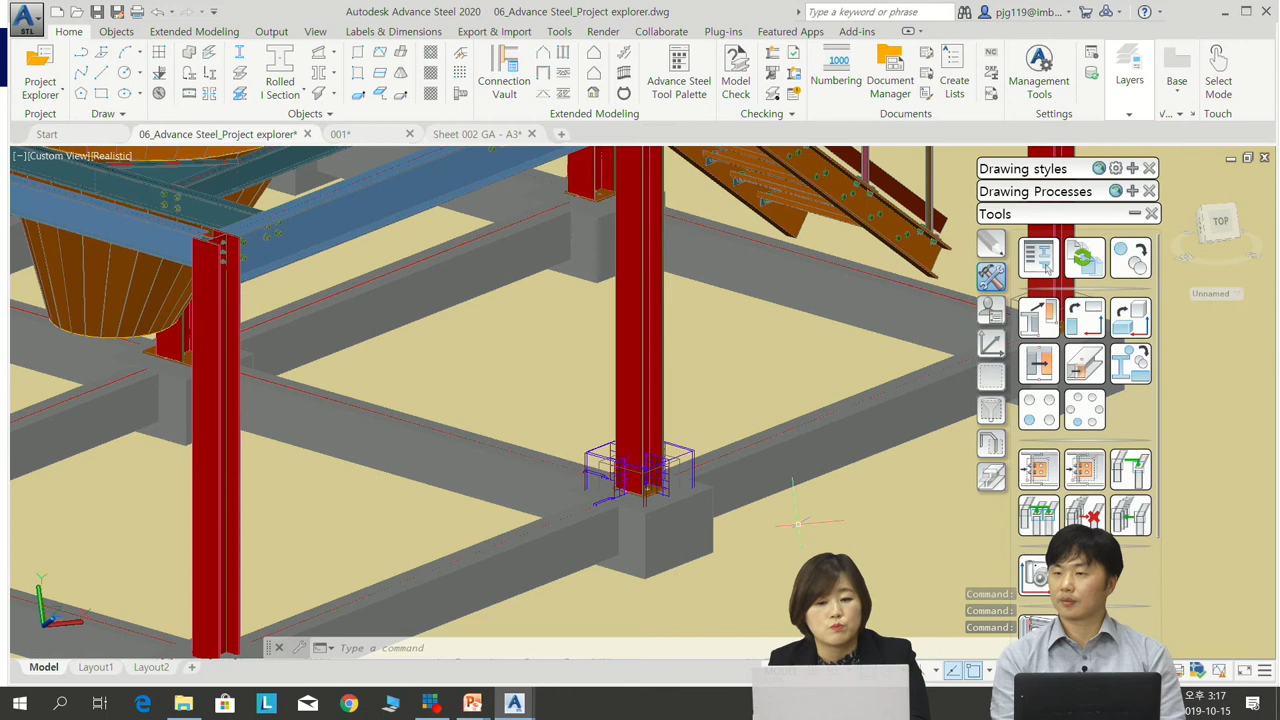 Autodesk Advance Steel 2020 06_Advance Steel_Project explorer.dwg
Type a keyword or phrase
pjg119@imb...
STL
Home Objects Extended Modeling Output View Labels & Dimensions Export & Import Tools Render Collaborate Plug-ins Featured Apps Add-ins
Project Explorer
Rolled I Section
Connection Vault
Advance Steel Tool Palette
Model Check
1000
Numbering
Document Manager
Create Lists
NC
DXF
Management Tools
Layers
Base
Select Mode
Project
Draw
Objects
Extended Modeling
Checking
Documents
Settings
V...
Touch
Start
06_Advance Steel_Project explorer*
001*
Sheet 002 GA - A3*
[−][Custom View][Realistic]
Drawing styles
Drawing Processes
Tools
TOP
Unnamed
Y
Command:
Command:
Command:
Type a command
Model
Layout1
Layout2
오후 3:17
2019-10-15